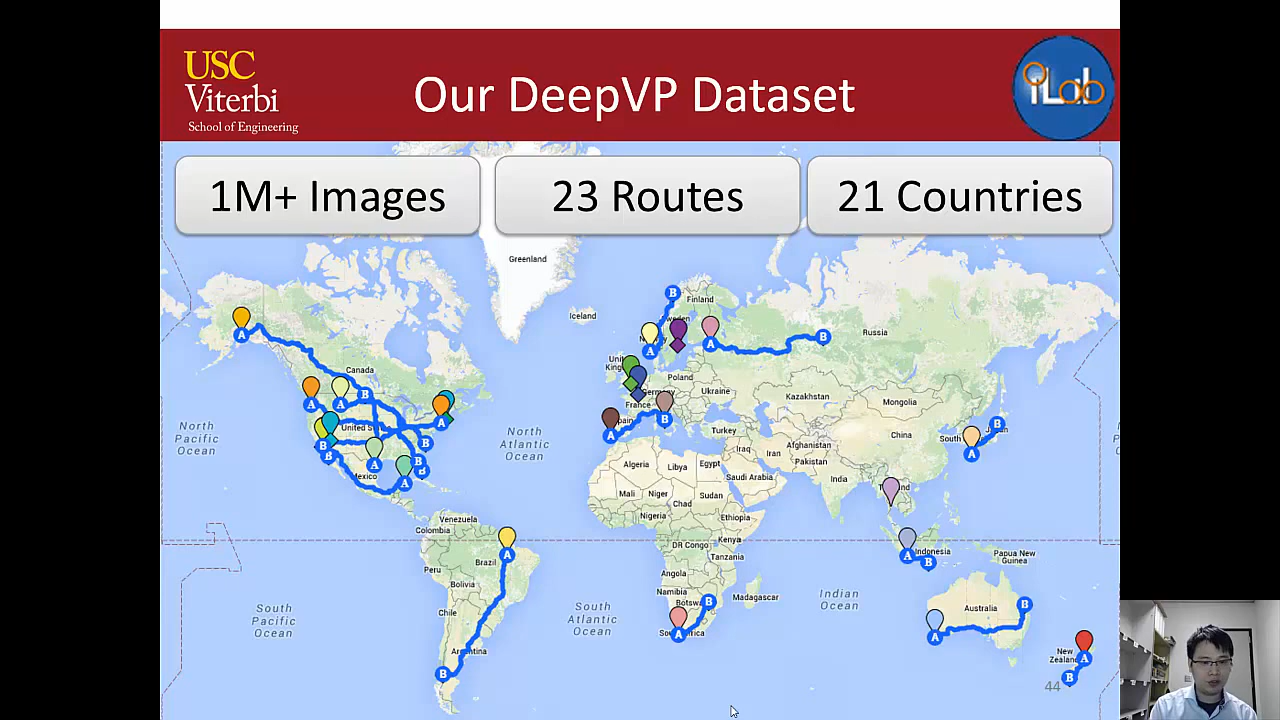 USC
Viterbi
School of Engineering
Our DeepVP Dataset
iLab
1M+ Images
23 Routes
21 Countries
Greenland
Iceland
Finland
Russia
Canada
Poland
Ukraine
Germany
France
Kazakhstan
Mongolia
North
Pacific
Ocean
North
Atlantic
Ocean
Turkey
China
South
Iraq
Iran
Afghanistan
Pakistan
Algeria
Libya
Egypt
Saudi Arabia
India
Mexico
Mali
Niger
Chad
Sudan
Nigeria
Ethiopia
Venezuela
Colombia
DR Congo
Kenya
Tanzania
Indonesia
Papua New
Guinea
Brazil
Peru
Bolivia
Angola
Namibia
Madagascar
Chile
South
Pacific
Ocean
South
Atlantic
Ocean
Indian
Ocean
Australia
Argentina
New
Zealand
44
A
B
A
B
A
B
A
B
A
B
A
B
A
B
A
B
A
B
A
B
A
B